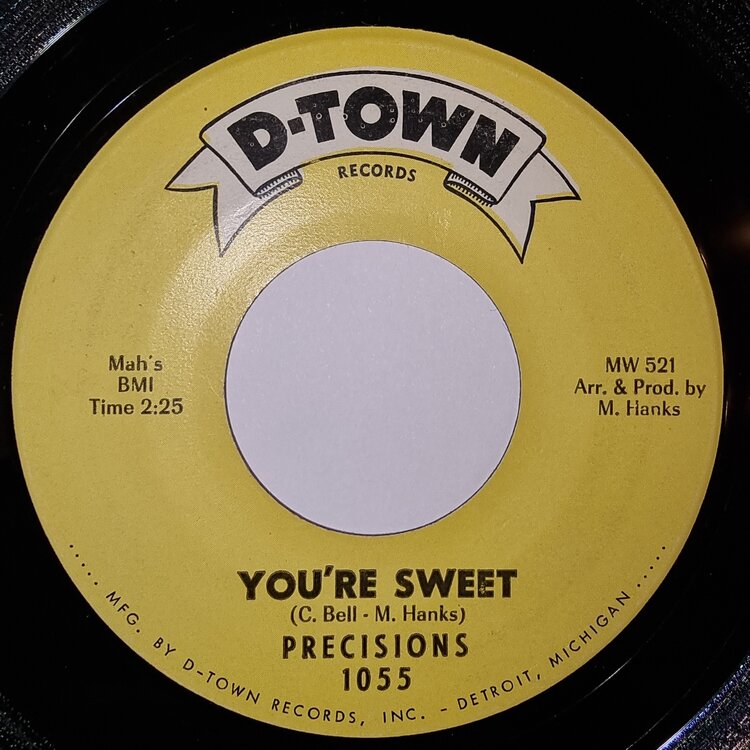 D-TOWN
RECORDS
Mah's
BMI
Time 2:25
MW 521
Arr. & Prod. by
M. Hanks
YOU'RE SWEET
(C. Bell - M. Hanks)
PRECISIONS
1055
..... MFG. BY D-TOWN RECORDS, INC. - DETROIT, MICHIGAN .....